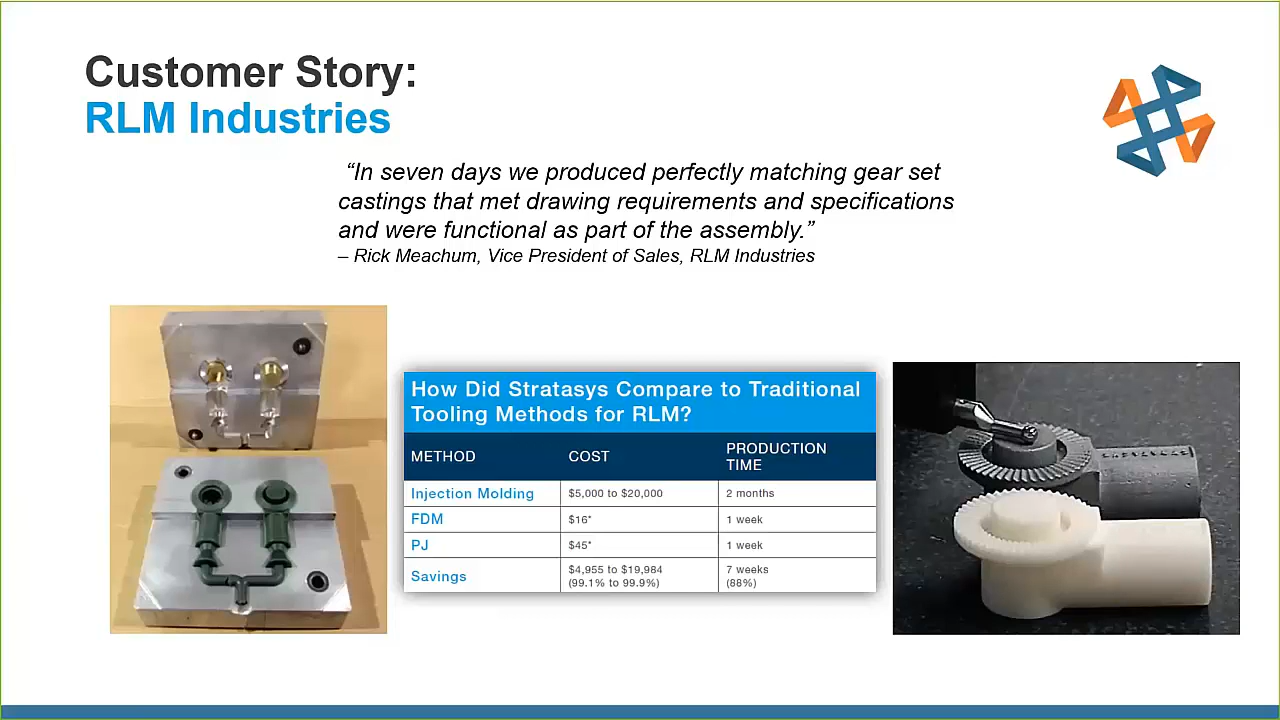 Customer Story:
RLM Industries
“In seven days we produced perfectly matching gear set
castings that met drawing requirements and specifications
and were functional as part of the assembly.”
– Rick Meachum, Vice President of Sales, RLM Industries
How Did Stratasys Compare to Traditional
Tooling Methods for RLM?
METHOD COST PRODUCTION
TIME
Injection Molding $5,000 to $20,000 2 months
FDM $16* 1 week
PJ $45* 1 week
Savings $4,955 to $19,984 7 weeks
(99.1% to 99.9%) (88%)